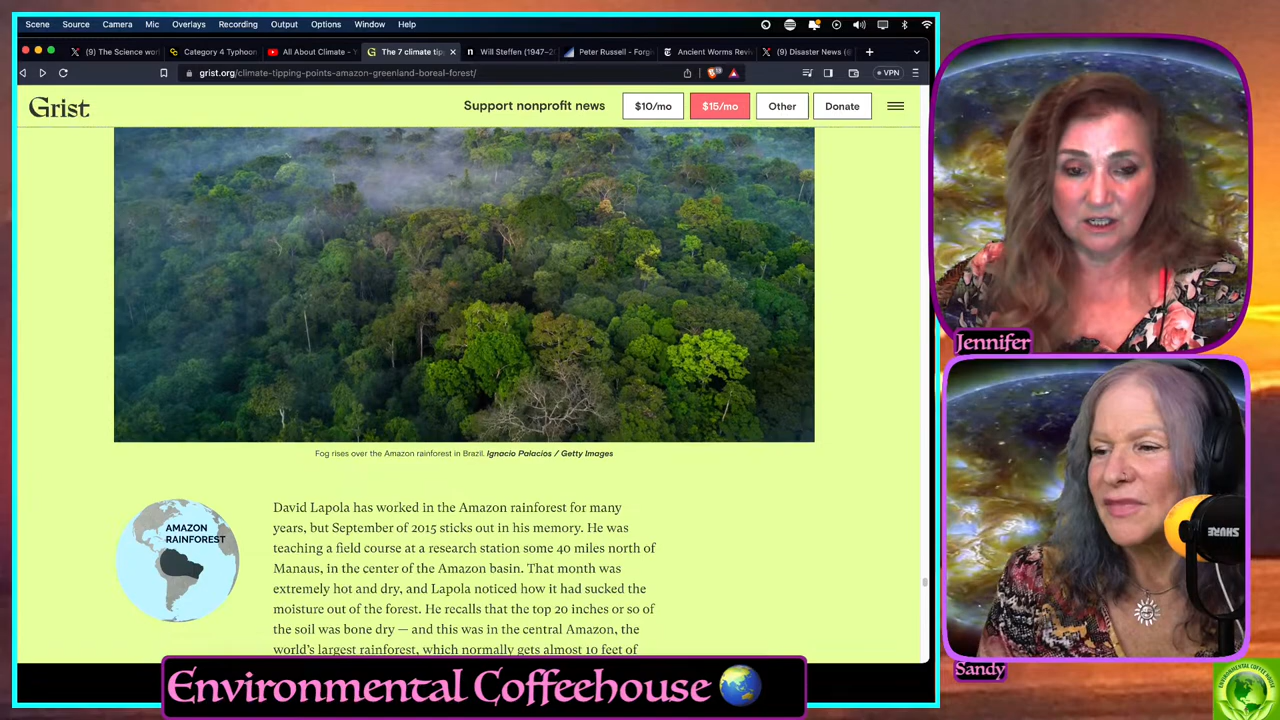 Scene Source Camera Mic Overlays Recording Output Options Window Help
(9) The Science wor
Category 4 Typhoon
All About Climate - Y
The 7 climate tip
Will Steffen (1947–2
Peter Russell - Forgi
Ancient Worms Revi
(9) Disaster News (@
grist.org/climate-tipping-points-amazon-greenland-boreal-forest/
VPN
Grist
Support nonprofit news
$10/mo
$15/mo
Other
Donate
Fog rises over the Amazon rainforest in Brazil. Ignacio Palacios / Getty Images
AMAZON
RAINFOREST
David Lapola has worked in the Amazon rainforest for many
years, but September of 2015 sticks out in his memory. He was
teaching a field course at a research station some 40 miles north of
Manaus, in the center of the Amazon basin. That month was
extremely hot and dry, and Lapola noticed how it had sucked the
moisture out of the forest. He recalls that the top 20 inches or so of
the soil was bone dry — and this was in the central Amazon, the
world's largest rainforest, which normally gets almost 10 feet of
Jennifer
SHURE
Sandy
Environmental Coffeehouse
ENVIRONMENTAL COFFEEHOUSE